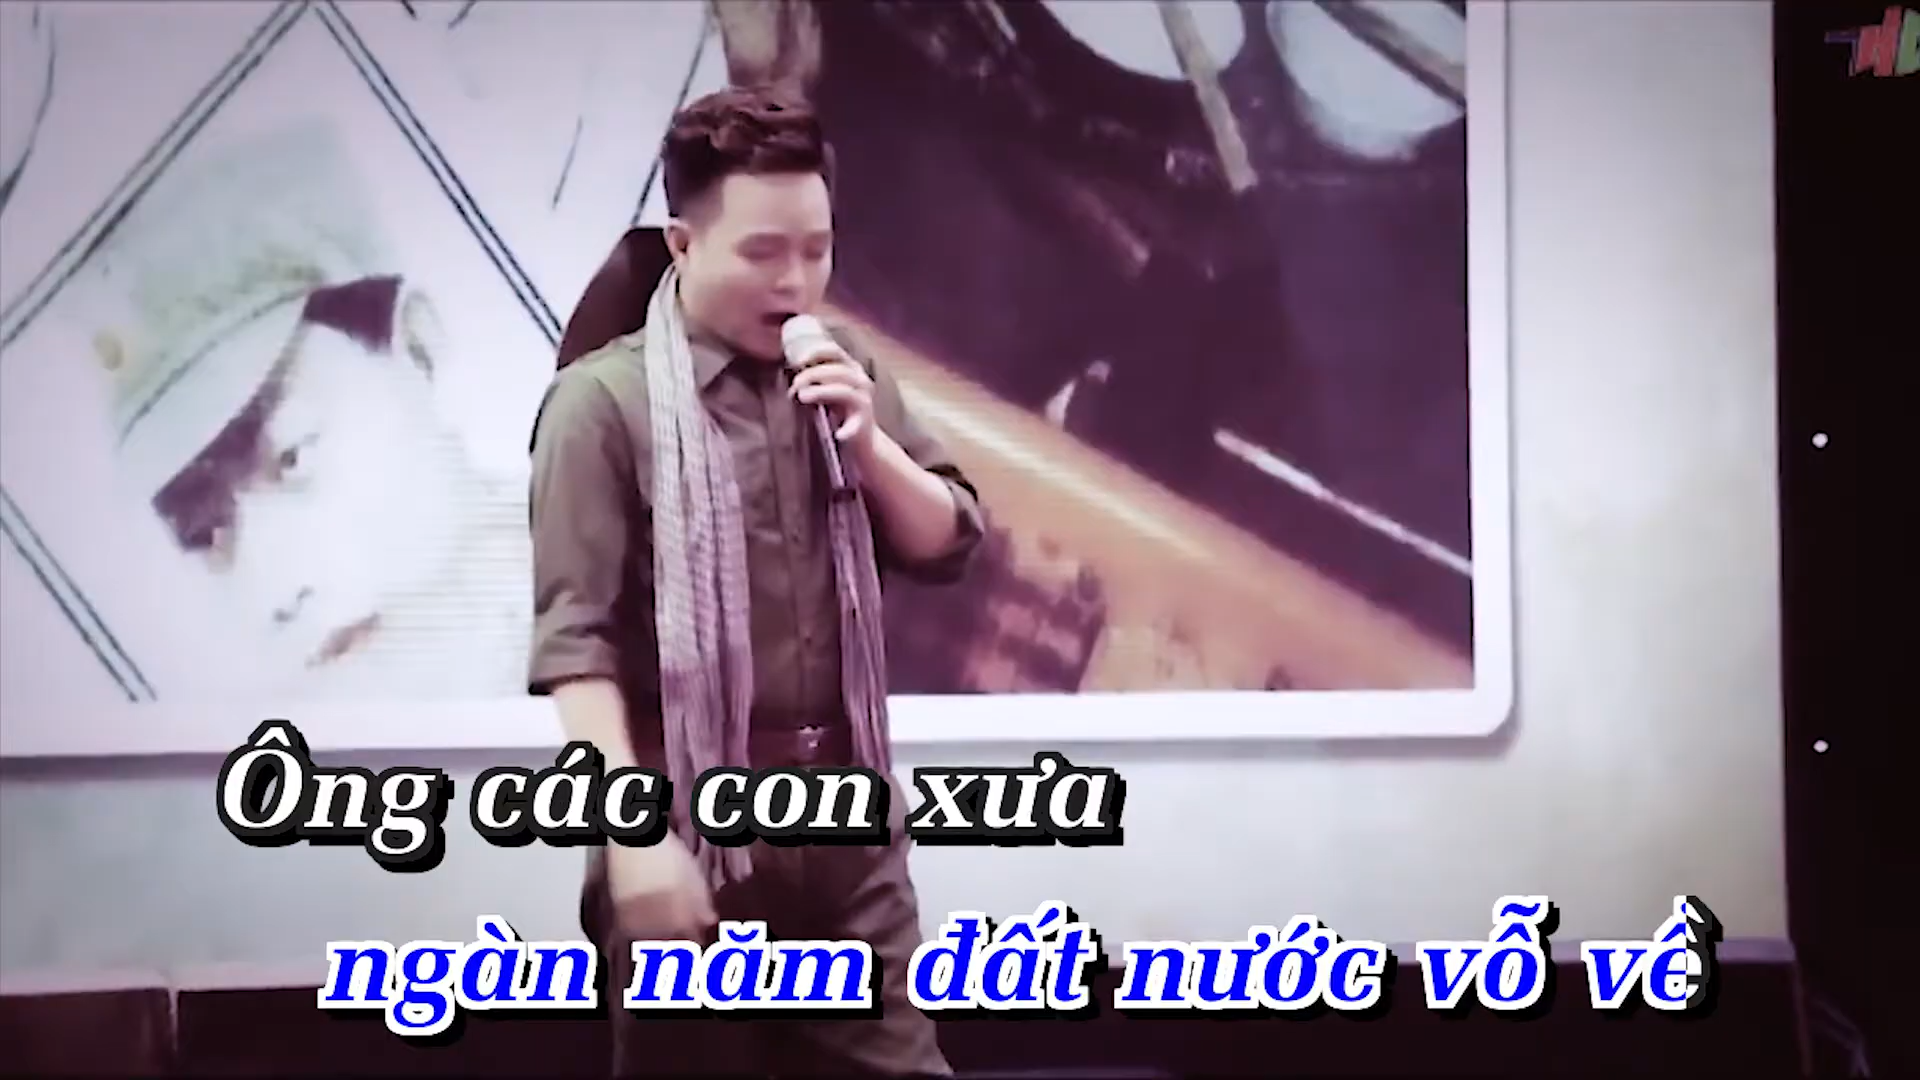 Ông các con xưa
ngàn năm đất nước vỗ về